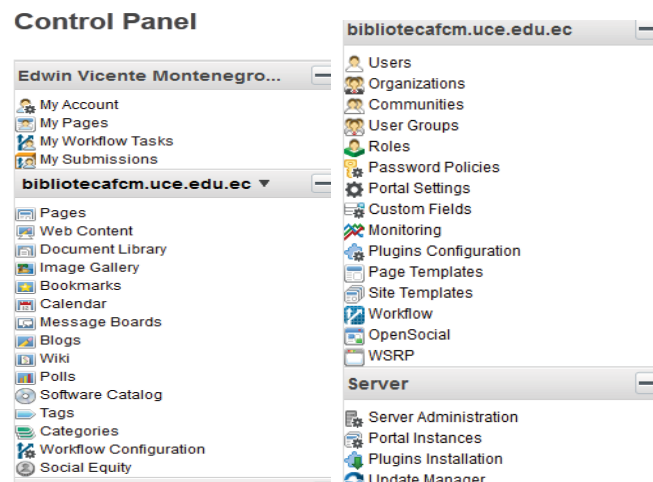 Control Panel
Edwin Vicente Montenegro...
My Account
My Pages
My Workflow Tasks
My Submissions
bibliotecafcm.uce.edu.ec ▼
Pages
Web Content
Document Library
Image Gallery
Bookmarks
Calendar
Message Boards
Blogs
Wiki
Polls
Software Catalog
Tags
Categories
Workflow Configuration
Social Equity
bibliotecafcm.uce.edu.ec
Users
Organizations
Communities
User Groups
Roles
Password Policies
Portal Settings
Custom Fields
Monitoring
Plugins Configuration
Page Templates
Site Templates
Workflow
OpenSocial
WSRP
Server
Server Administration
Portal Instances
Plugins Installation
Update Manager